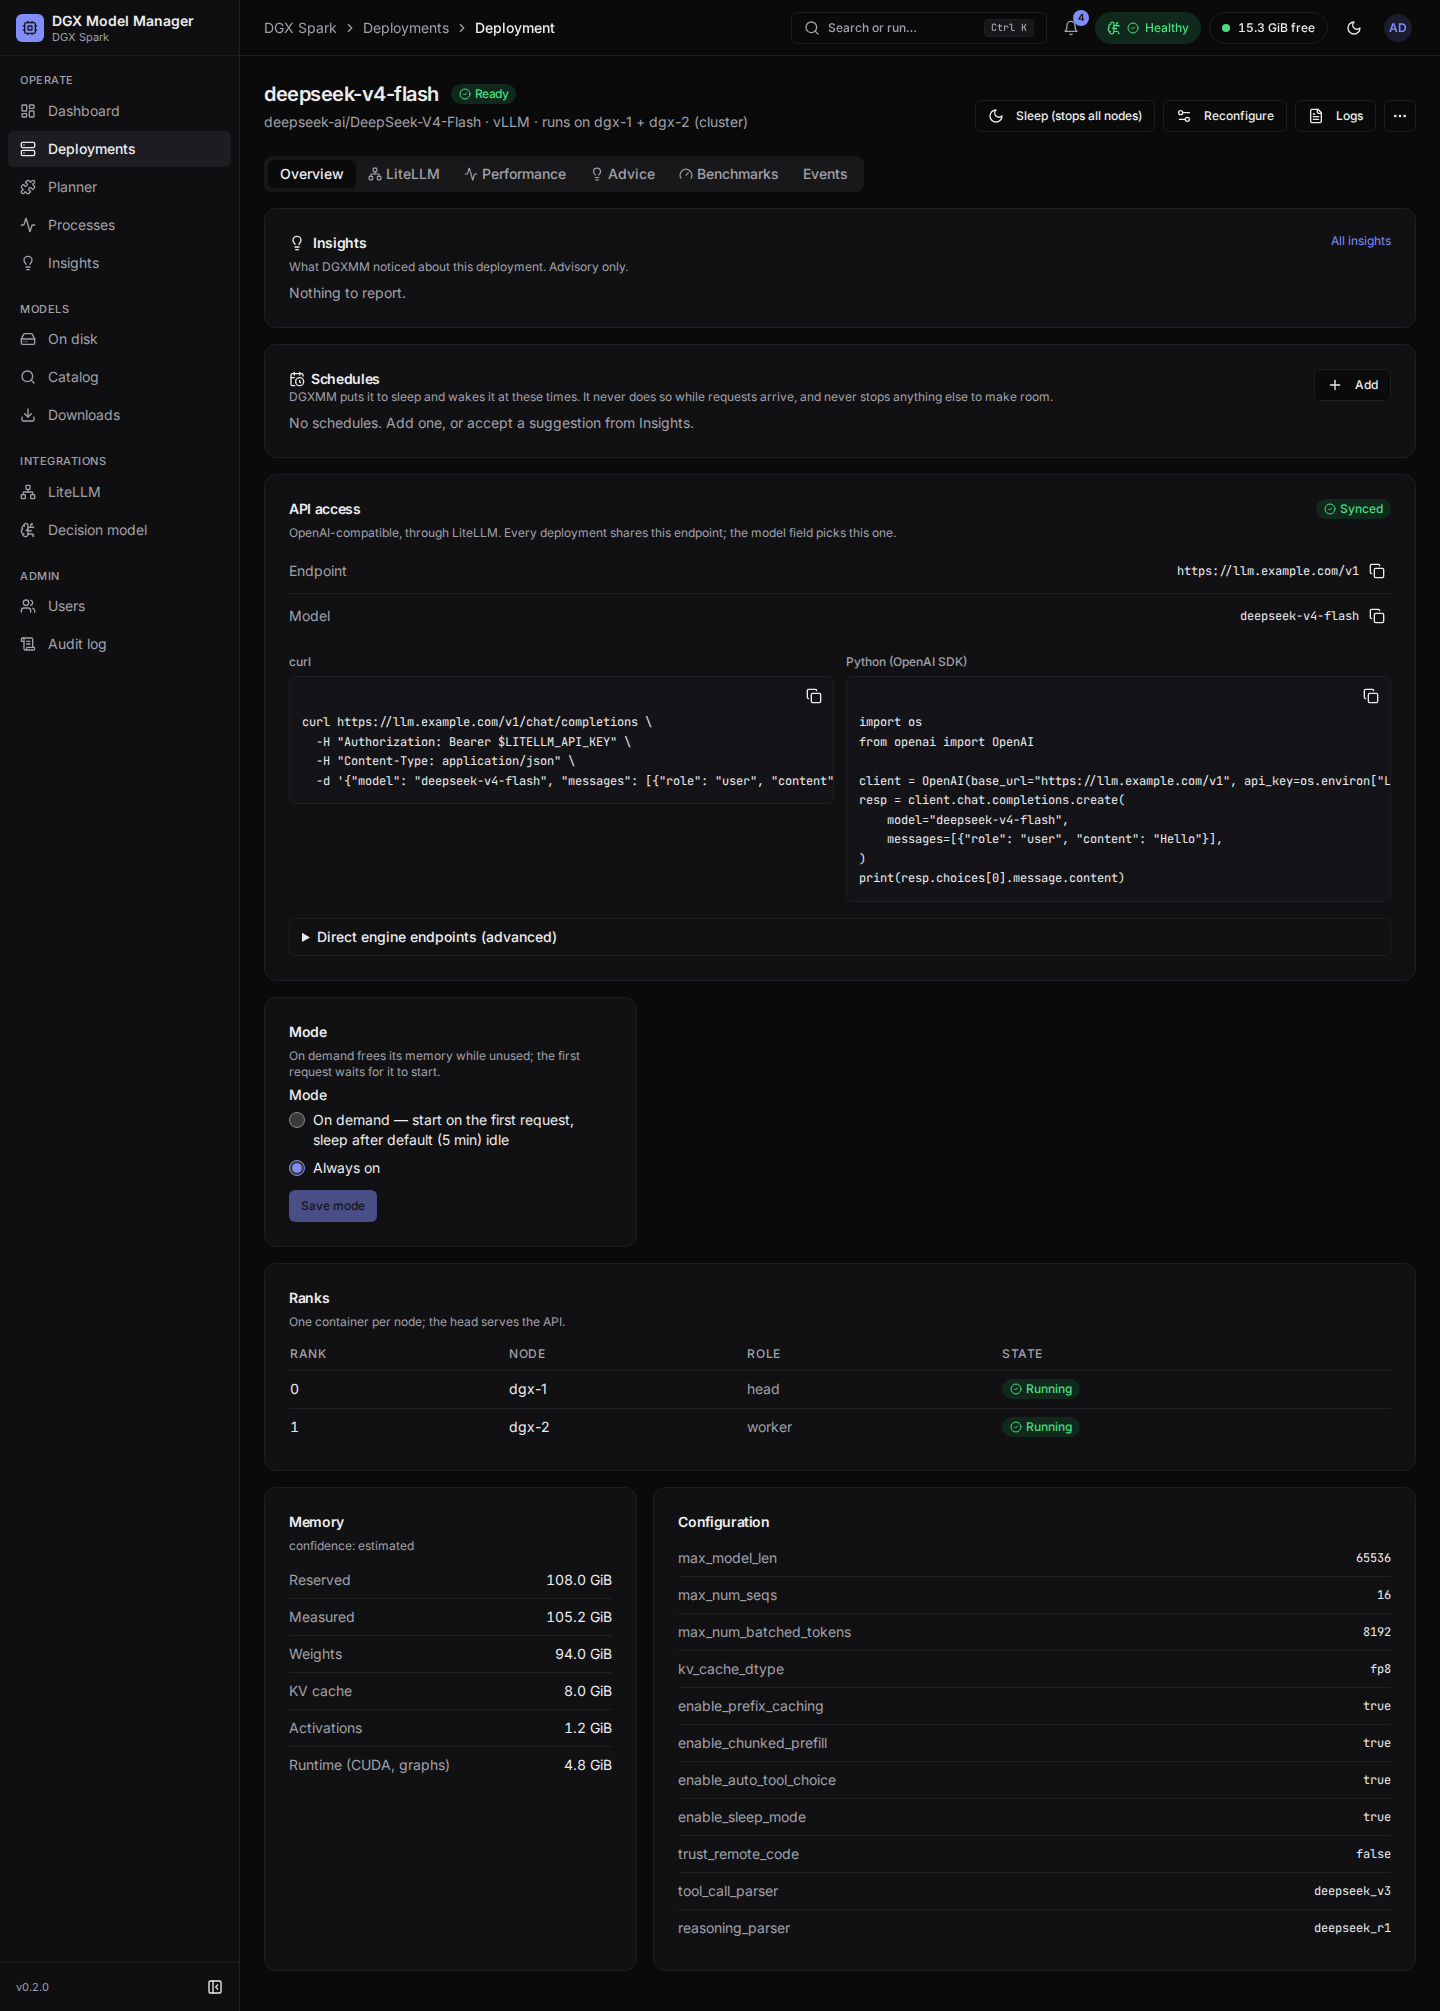 DGX Model Manager
DGX Spark
DGX Spark > Deployments > Deployment
Search or run...
Ctrl K
4
Healthy
15.3 GiB free
AD
OPERATE
Dashboard
Deployments
Planner
Processes
Insights
MODELS
On disk
Catalog
Downloads
INTEGRATIONS
LiteLLM
Decision model
ADMIN
Users
Audit log
v0.2.0
deepseek-v4-flash
Ready
deepseek-ai/DeepSeek-V4-Flash · vLLM · runs on dgx-1 + dgx-2 (cluster)
Sleep (stops all nodes)
Reconfigure
Logs
Overview
LiteLLM
Performance
Advice
Benchmarks
Events
Insights
All insights
What DGXMM noticed about this deployment. Advisory only.
Nothing to report.
Schedules
Add
DGXMM puts it to sleep and wakes it at these times. It never does so while requests arrive, and never stops anything else to make room.
No schedules. Add one, or accept a suggestion from Insights.
API access
Synced
OpenAI-compatible, through LiteLLM. Every deployment shares this endpoint; the model field picks this one.
Endpoint
https://llm.example.com/v1
Model
deepseek-v4-flash
curl
curl https://llm.example.com/v1/chat/completions \
-H "Authorization: Bearer $LITELLM_API_KEY" \
-H "Content-Type: application/json" \
-d '{"model": "deepseek-v4-flash", "messages": [{"role": "user", "content"
Python (OpenAI SDK)
import os
from openai import OpenAI
client = OpenAI(base_url="https://llm.example.com/v1", api_key=os.environ["L
resp = client.chat.completions.create(
model="deepseek-v4-flash",
messages=[{"role": "user", "content": "Hello"}],
)
print(resp.choices[0].message.content)
Direct engine endpoints (advanced)
Mode
On demand frees its memory while unused; the first
request waits for it to start.
Mode
On demand — start on the first request,
sleep after default (5 min) idle
Always on
Save mode
Ranks
One container per node; the head serves the API.
RANK NODE ROLE STATE
0 dgx-1 head Running
1 dgx-2 worker Running
Memory
confidence: estimated
Reserved 108.0 GiB
Measured 105.2 GiB
Weights 94.0 GiB
KV cache 8.0 GiB
Activations 1.2 GiB
Runtime (CUDA, graphs) 4.8 GiB
Configuration
max_model_len 65536
max_num_seqs 16
max_num_batched_tokens 8192
kv_cache_dtype fp8
enable_prefix_caching true
enable_chunked_prefill true
enable_auto_tool_choice true
enable_sleep_mode true
trust_remote_code false
tool_call_parser deepseek_v3
reasoning_parser deepseek_r1